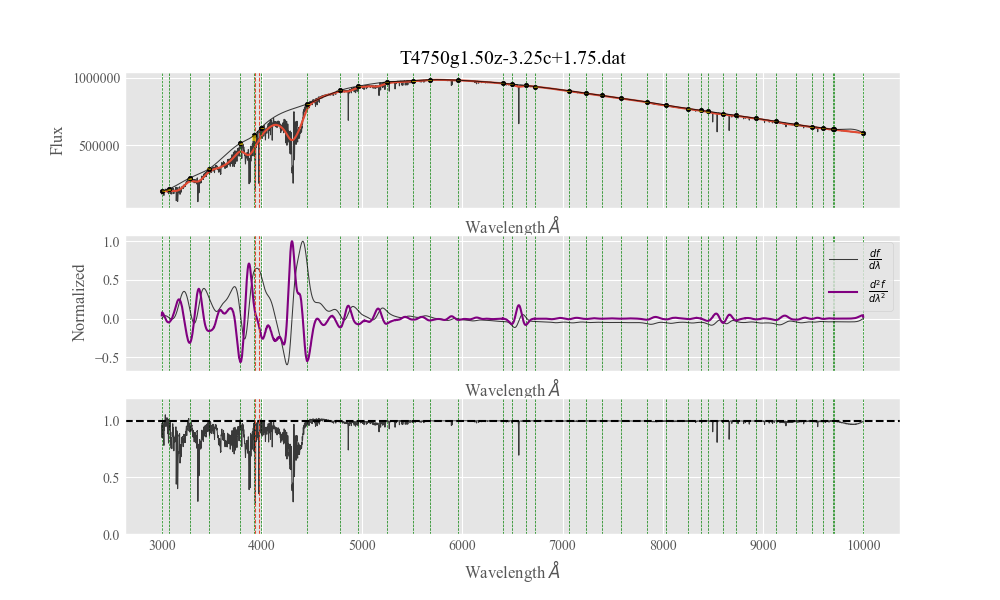 T4750g1.50z-3.25c+1.75.dat
1000000
500000
Flux
Wavelength Å
1.0
0.5
0.0
−0.5
Normalized
df
dλ
d²f
dλ²
Wavelength Å
1.0
0.5
0.0
3000 4000 5000 6000 7000 8000 9000 10000
Wavelength Å